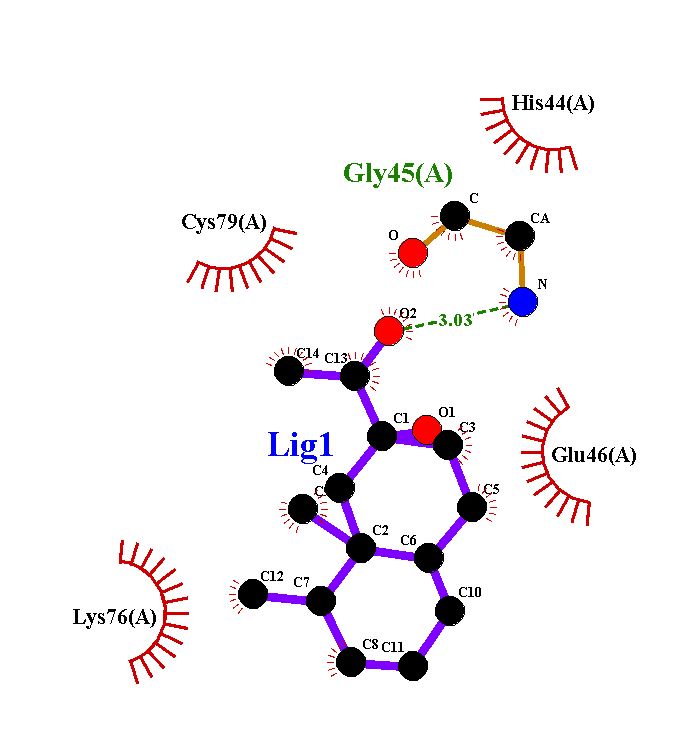 His44(A)
Gly45(A)
C
CA
Cys79(A)
O
N
O2
3.03
C14 C13
C1 O1
C3
Lig1
Glu46(A)
C4
C
C5
C2 C6
C12 C7
C10
Lys76(A)
C8 C11